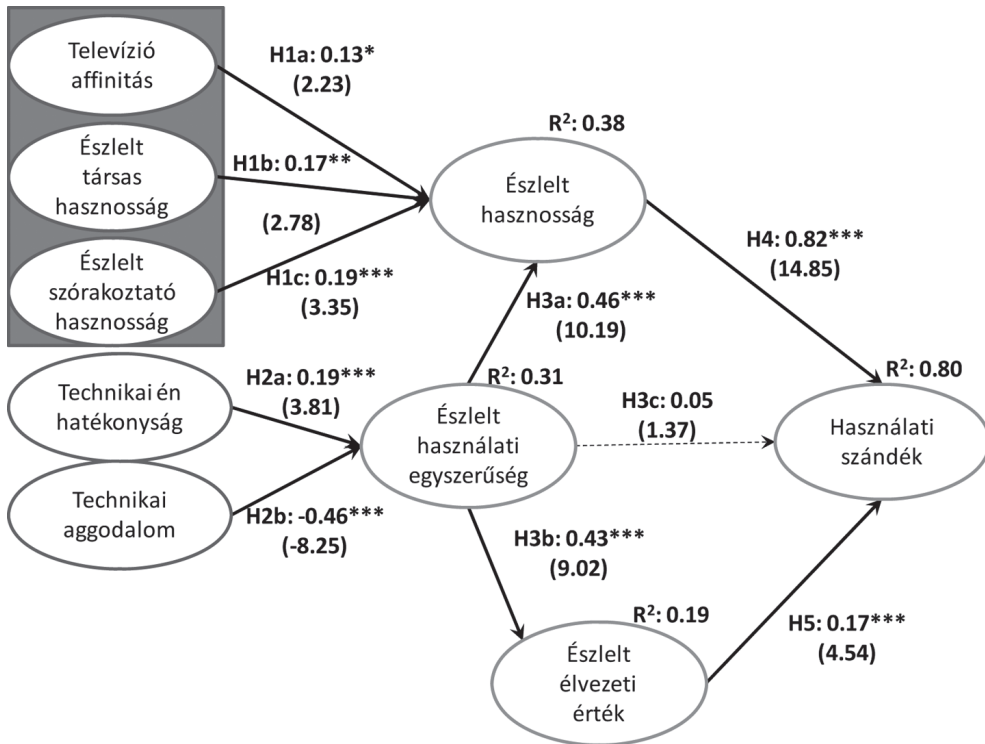 Televízió
affinitás
H1a: 0.13*
(2.23)
Észlelt
társas
hasznosság
H1b: 0.17**
(2.78)
Észlelt
szórakoztató
hasznosság
H1c: 0.19***
(3.35)
R²: 0.38
Észlelt
hasznosság
H4: 0.82***
(14.85)
H3a: 0.46***
(10.19)
Technikai én
hatékonyság
H2a: 0.19***
(3.81)
Technikai
aggodalom
H2b: -0.46***
(-8.25)
R²: 0.31
Észlelt
használati
egyszerűség
H3c: 0.05
(1.37)
R²: 0.80
Használati
szándék
H3b: 0.43***
(9.02)
R²: 0.19
Észlelt
élvezeti
érték
H5: 0.17***
(4.54)